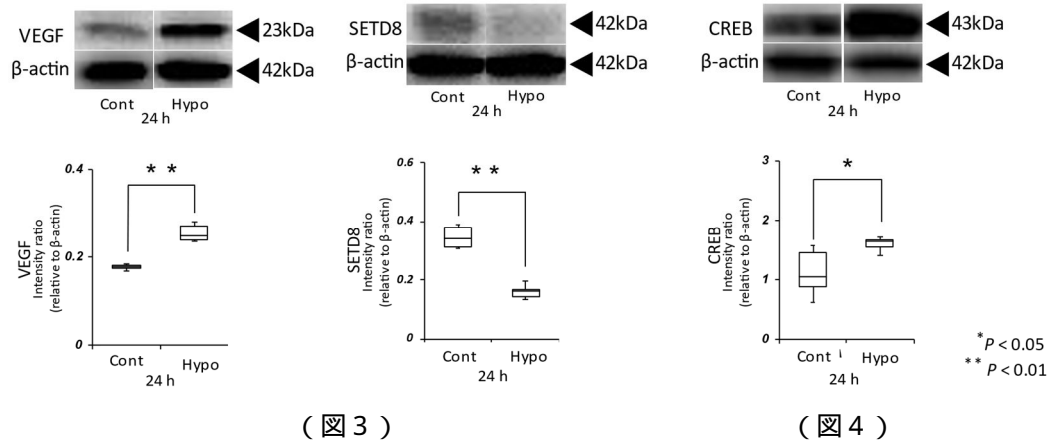 VEGF
23kDa
β-actin
42kDa
Cont
Hypo
24 h
SETD8
42kDa
β-actin
42kDa
Cont
Hypo
24 h
CREB
43kDa
β-actin
42kDa
Cont
Hypo
24 h
VEGF
Intensity ratio
(relative to β-actin)
0.4
0.2
0
* *
Cont
Hypo
24 h
SETD8
Intensity ratio
(relative to β-actin)
0.6
0.4
0.2
0
* *
Cont
Hypo
24 h
CREB
Intensity ratio
(relative to β-actin)
3
2
1
0
*
Cont
Hypo
24 h
* P < 0.05
* * P < 0.01
(図3)
(図4)